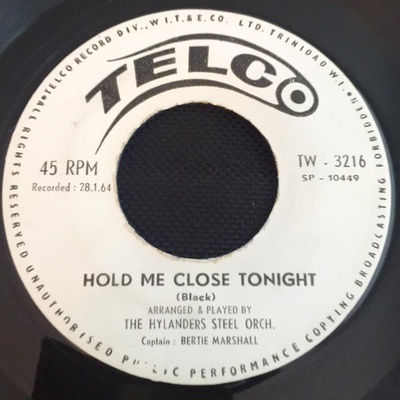 • TELCO RECORD DIV., W.I.T. & E. CO. LTD. TRINIDAD W.I. •
ALL RIGHTS RESERVED UNAUTHORISED PERFORMANCE COPYING BROADCASTING FORBIDDEN
TELCO
45 RPM
TW - 3216
Recorded : 28.1.64
SP - 10449
HOLD ME CLOSE TONIGHT
(Black)
ARRANGED & PLAYED BY
THE HYLANDERS STEEL ORCH.
Captain : BERTIE MARSHALL